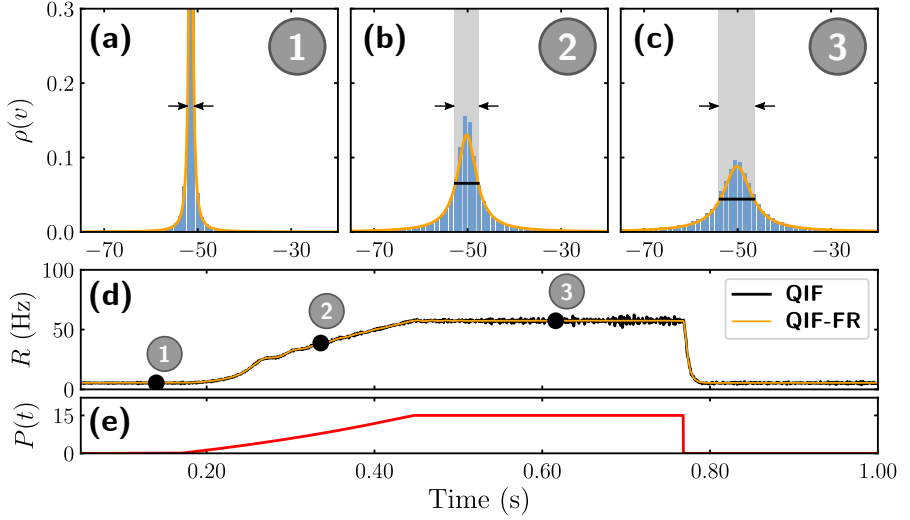 (a) 1 (b) 2 (c) 3
0.3
0.2
0.1
0.0
ρ(v)
−70 −50 −30 −70 −50 −30 −70 −50 −30
100
(d) 1 2 3 QIF
QIF-FR
50
0
R (Hz)
(e)
15
0
P(t)
0.20 0.40 0.60 0.80 1.00
Time (s)